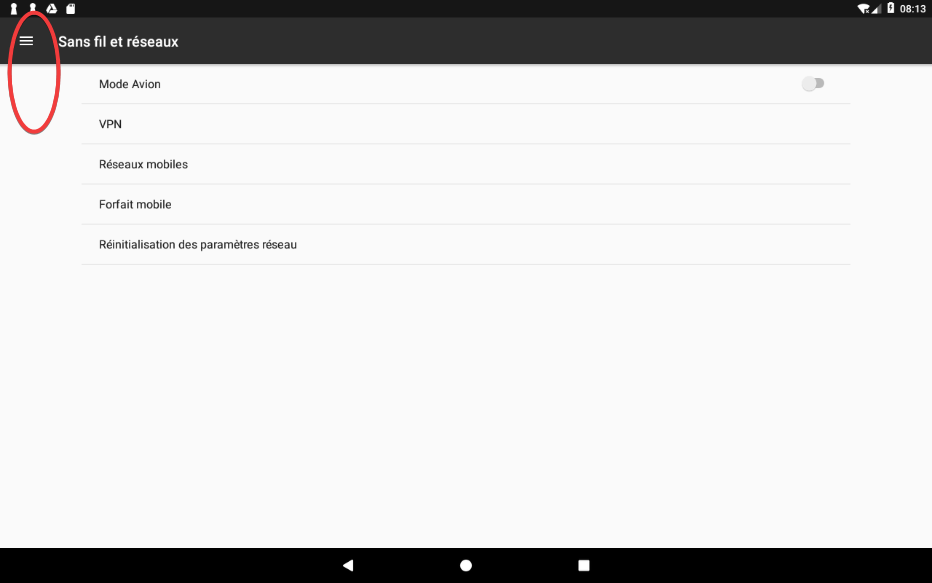 08:13
Sans fil et réseaux
Mode Avion
VPN
Réseaux mobiles
Forfait mobile
Réinitialisation des paramètres réseau